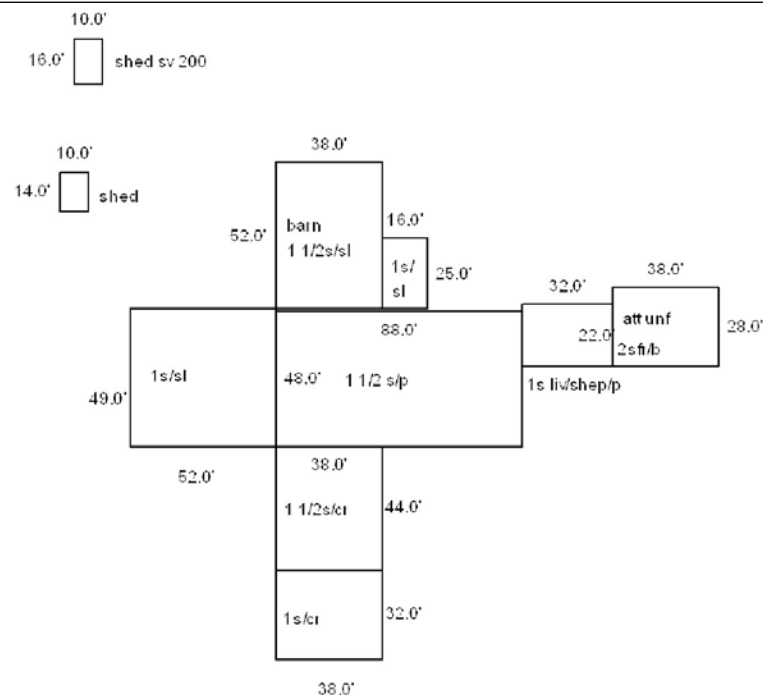 10.0'
16.0' shed sv 200
10.0'
14.0' shed
38.0'
52.0' barn
1 1/2s/sl
16.0'
1s/
sl
25.0'
32.0'
38.0'
22.0' att unf
2sfr/b
28.0'
88.0'
1s/sl
48.0' 1 1/2 s/p
1s liv/shep/p
49.0'
52.0'
38.0'
1 1/2s/cr
44.0'
1s/cr
32.0'
38.0'